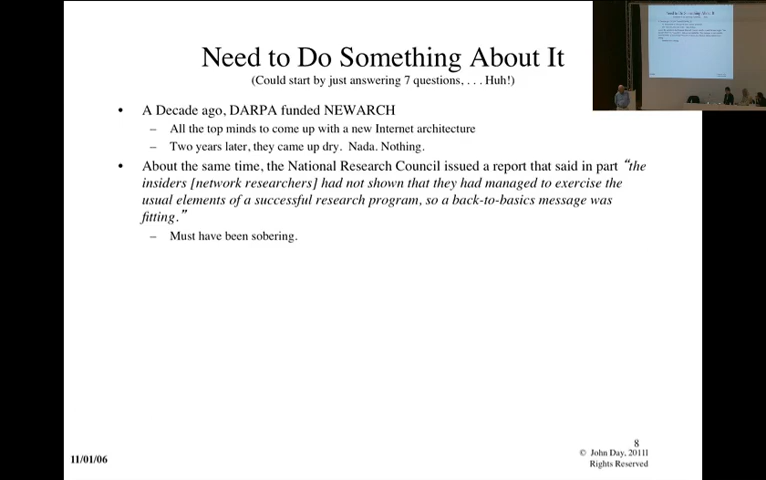 Need to Do Something About It
(Could start by just answering 7 questions, . . . Huh!)
• A Decade ago, DARPA funded NEWARCH
– All the top minds to come up with a new Internet architecture
– Two years later, they came up dry. Nada. Nothing.
• About the same time, the National Research Council issued a report that said in part “the
insiders [network researchers] had not shown that they had managed to exercise the
usual elements of a successful research program, so a back-to-basics message was
fitting.”
– Must have been sobering.
11/01/06
8
© John Day, 2011l
Rights Reserved